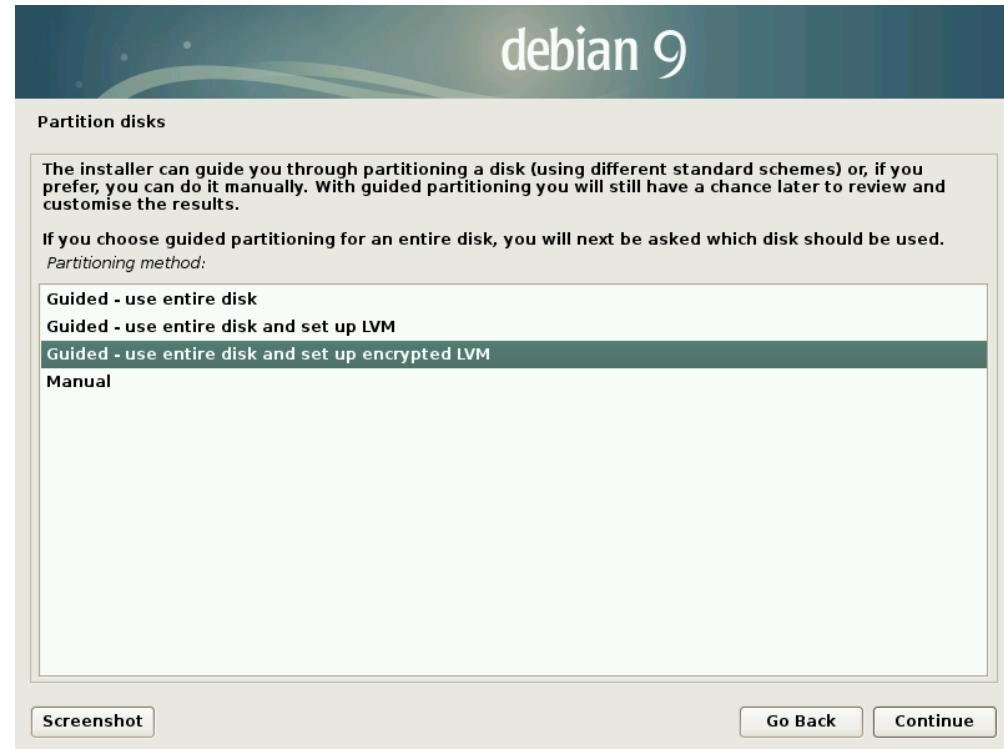 debian 9
Partition disks
The installer can guide you through partitioning a disk (using different standard schemes) or, if you
prefer, you can do it manually. With guided partitioning you will still have a chance later to review and
customise the results.
If you choose guided partitioning for an entire disk, you will next be asked which disk should be used.
Partitioning method:
Guided - use entire disk
Guided - use entire disk and set up LVM
Guided - use entire disk and set up encrypted LVM
Manual
Screenshot
Go Back
Continue